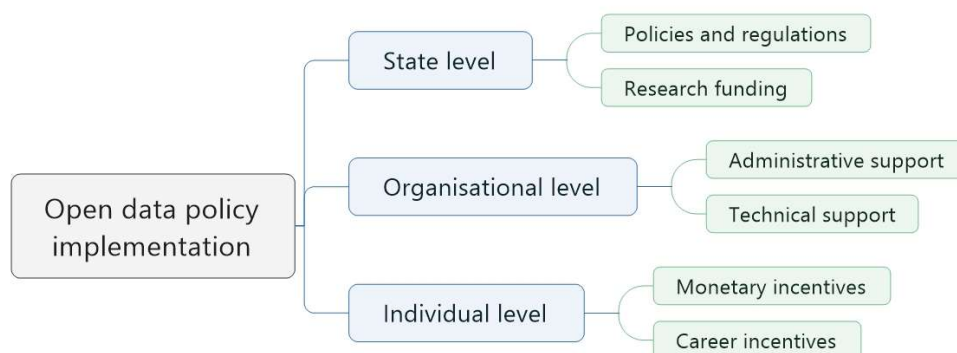 Open data policy
implementation
State level
Policies and regulations
Research funding
Organisational level
Administrative support
Technical support
Individual level
Monetary incentives
Career incentives